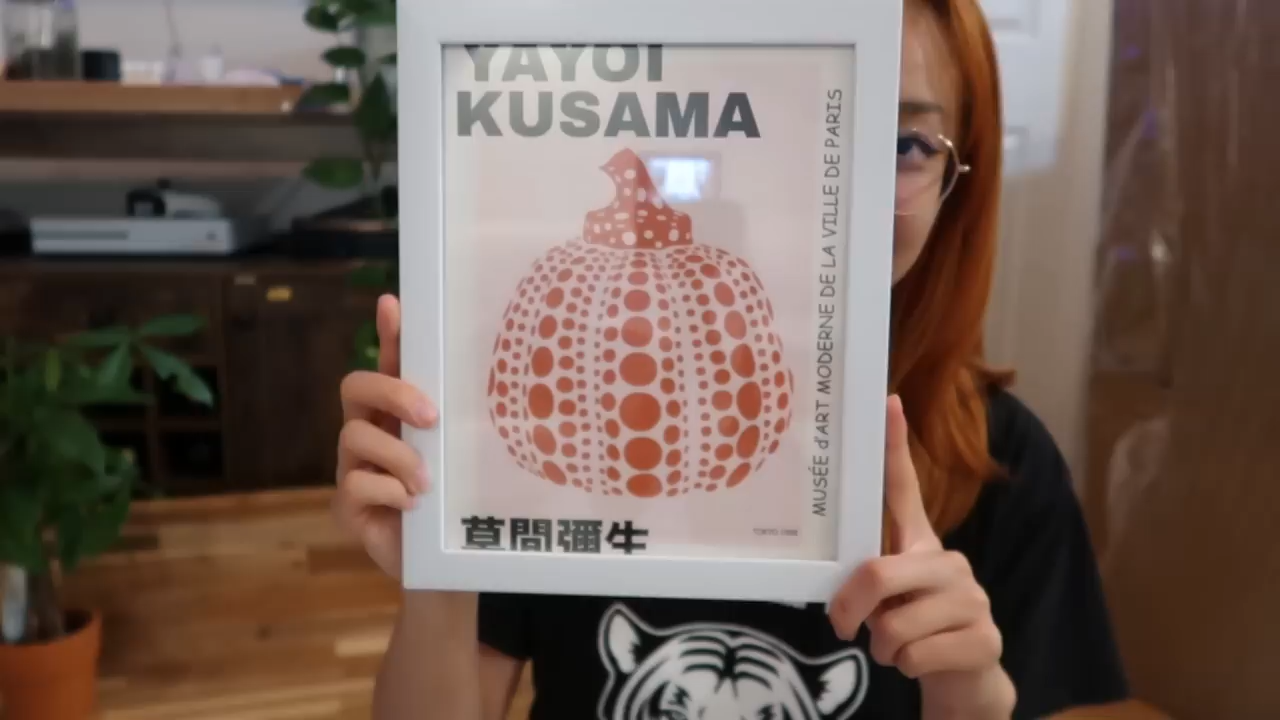 YAYOI
KUSAMA
MUSÉE d'ART MODERNE DE LA VILLE DE PARIS
草間彌生